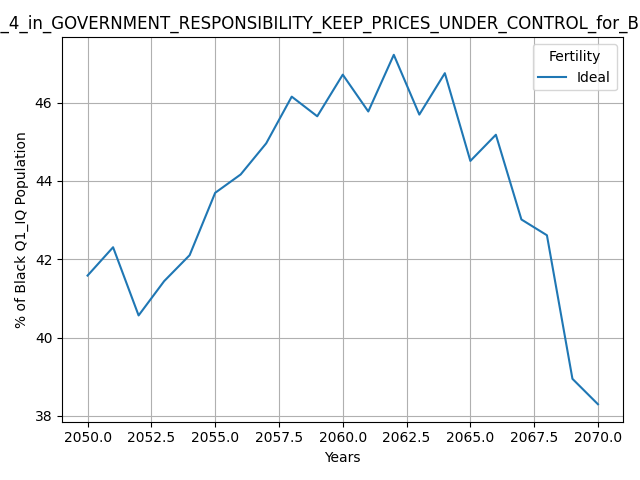 _4_in_GOVERNMENT_RESPONSIBILITY_KEEP_PRICES_UNDER_CONTROL_for_B
Fertility
Ideal
% of Black Q1_IQ Population
46
44
42
40
38
2050.0 2052.5 2055.0 2057.5 2060.0 2062.5 2065.0 2067.5 2070.0
Years